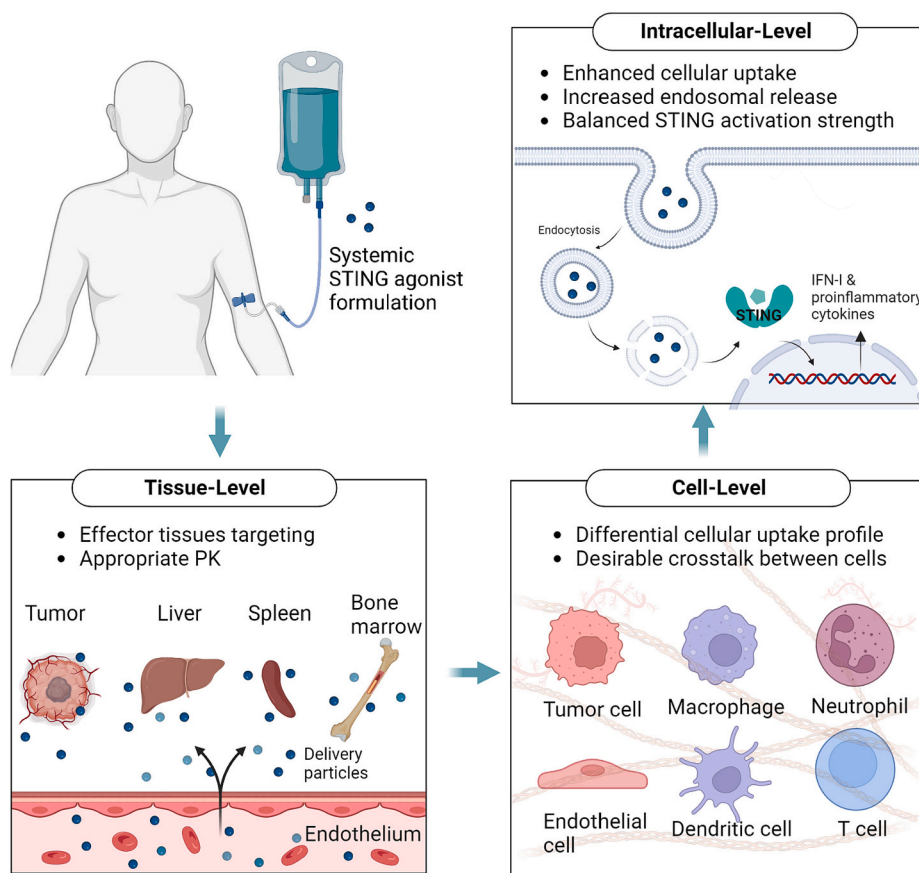 Systemic
STING agonist
formulation
Tissue-Level
• Effector tissues targeting
• Appropriate PK
Tumor
Liver
Spleen
Bone
marrow
Delivery
particles
Endothelium
Cell-Level
• Differential cellular uptake profile
• Desirable crosstalk between cells
Tumor cell
Macrophage
Neutrophil
Endothelial
cell
Dendritic cell
T cell
Intracellular-Level
• Enhanced cellular uptake
• Increased endosomal release
• Balanced STING activation strength
Endocytosis
STING
IFN-I &
proinflammatory
cytokines